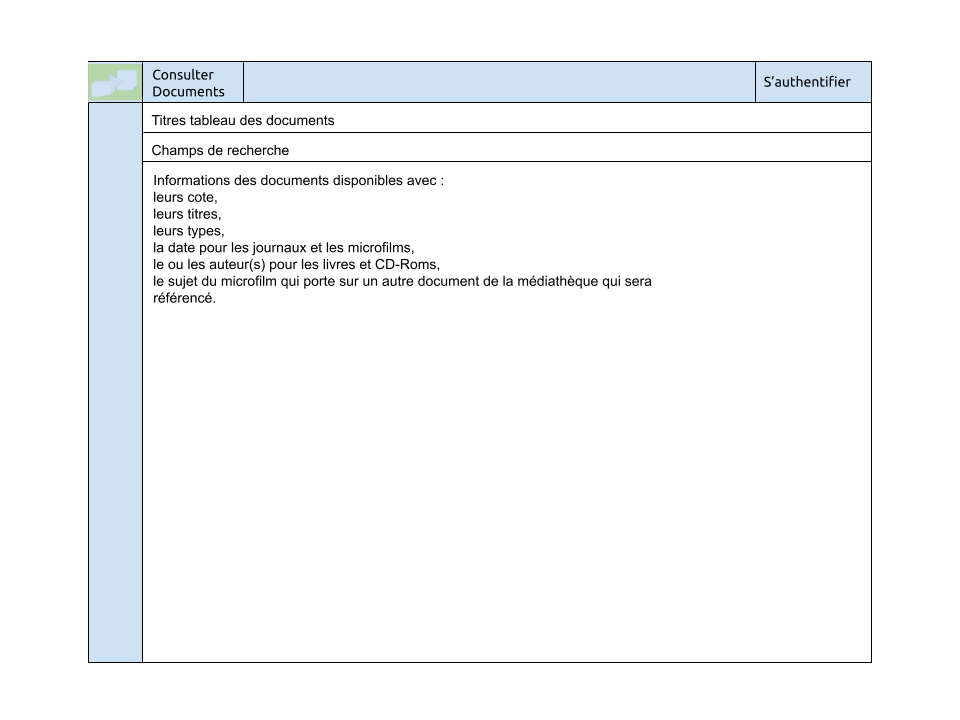 Consulter
Documents
S'authentifier
Titres tableau des documents
Champs de recherche
Informations des documents disponibles avec :
leurs cote,
leurs titres,
leurs types,
la date pour les journaux et les microfilms,
le ou les auteur(s) pour les livres et CD-Roms,
le sujet du microfilm qui porte sur un autre document de la médiathèque qui sera
référencé.